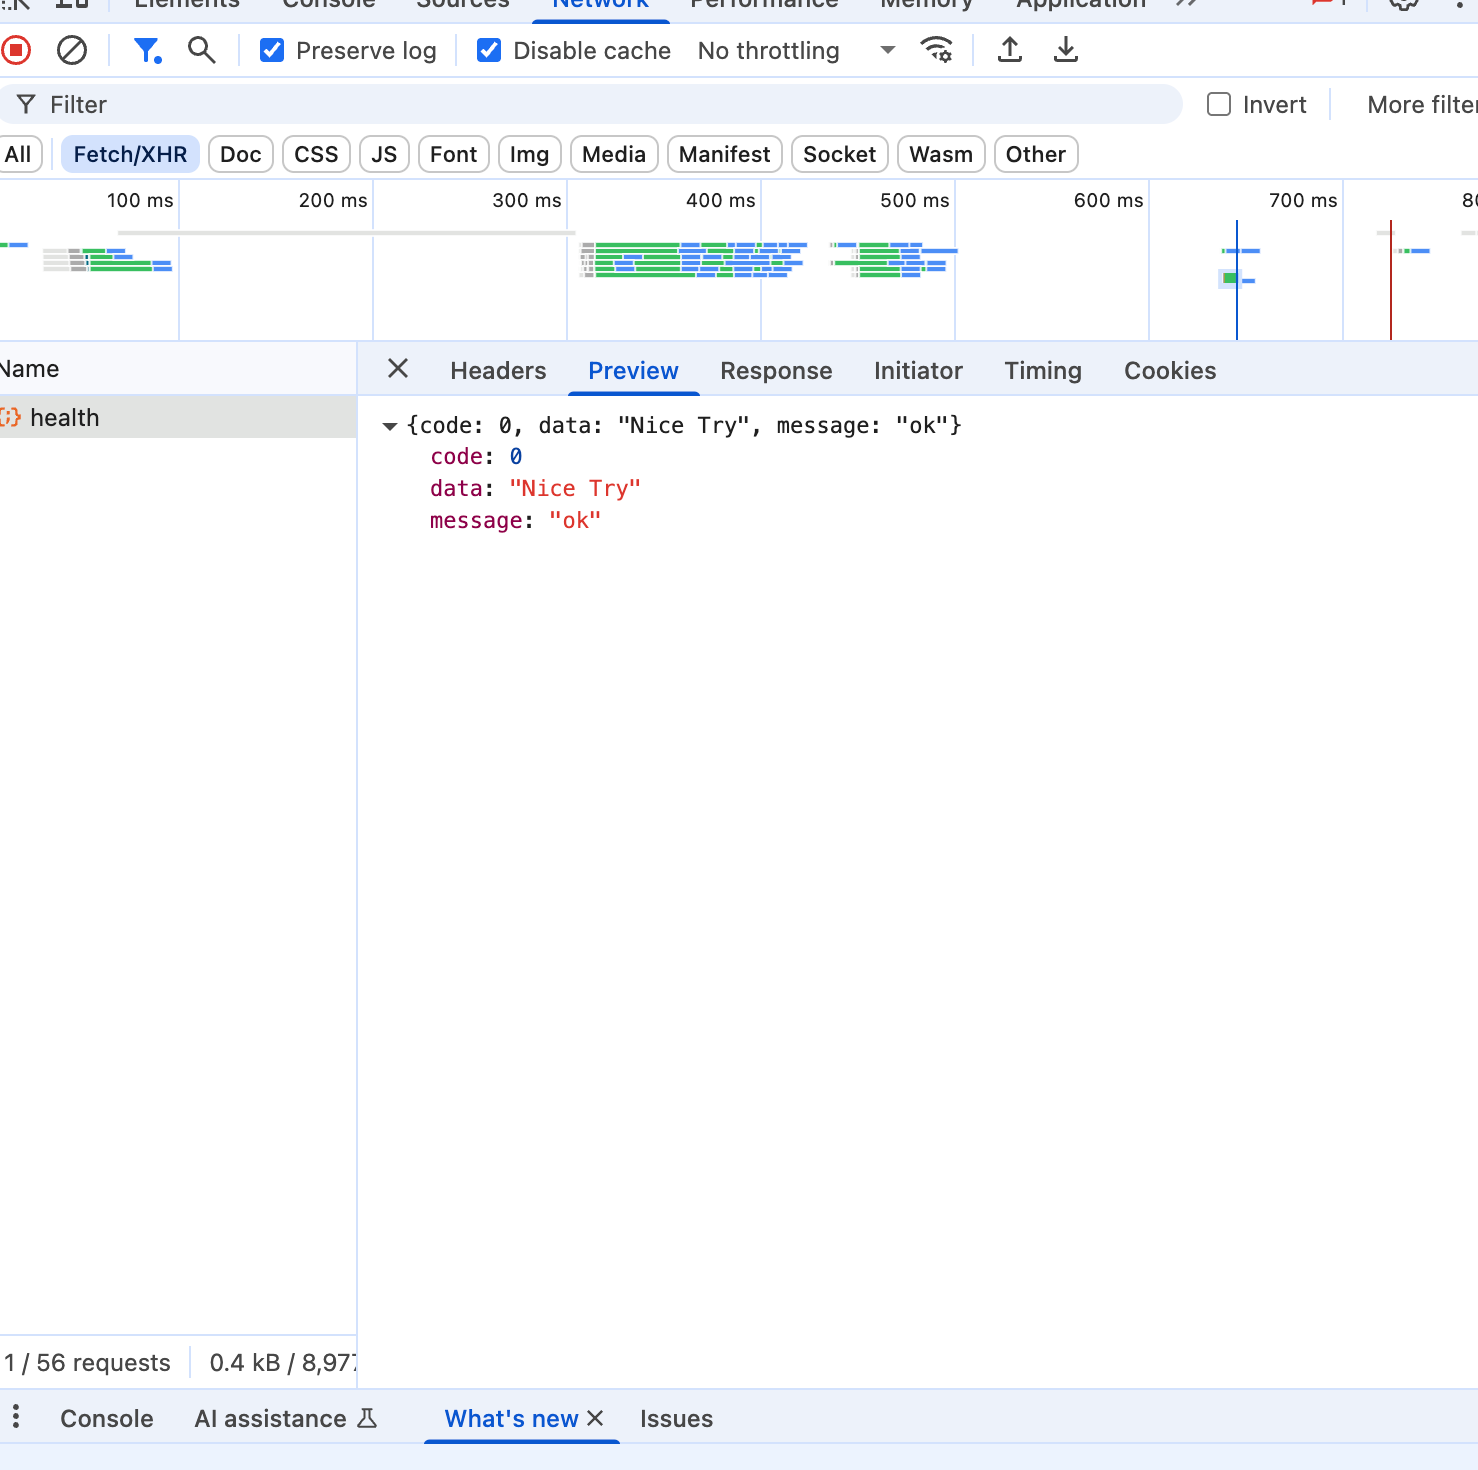 Elements Console Sources Network Performance Memory Application
Preserve log Disable cache No throttling
Filter Invert More filter
All Fetch/XHR Doc CSS JS Font Img Media Manifest Socket Wasm Other
100 ms 200 ms 300 ms 400 ms 500 ms 600 ms 700 ms
Name Headers Preview Response Initiator Timing Cookies
{;} health
{code: 0, data: "Nice Try", message: "ok"}
code: 0
data: "Nice Try"
message: "ok"
1 / 56 requests 0.4 kB / 8,977
Console AI assistance What's new Issues